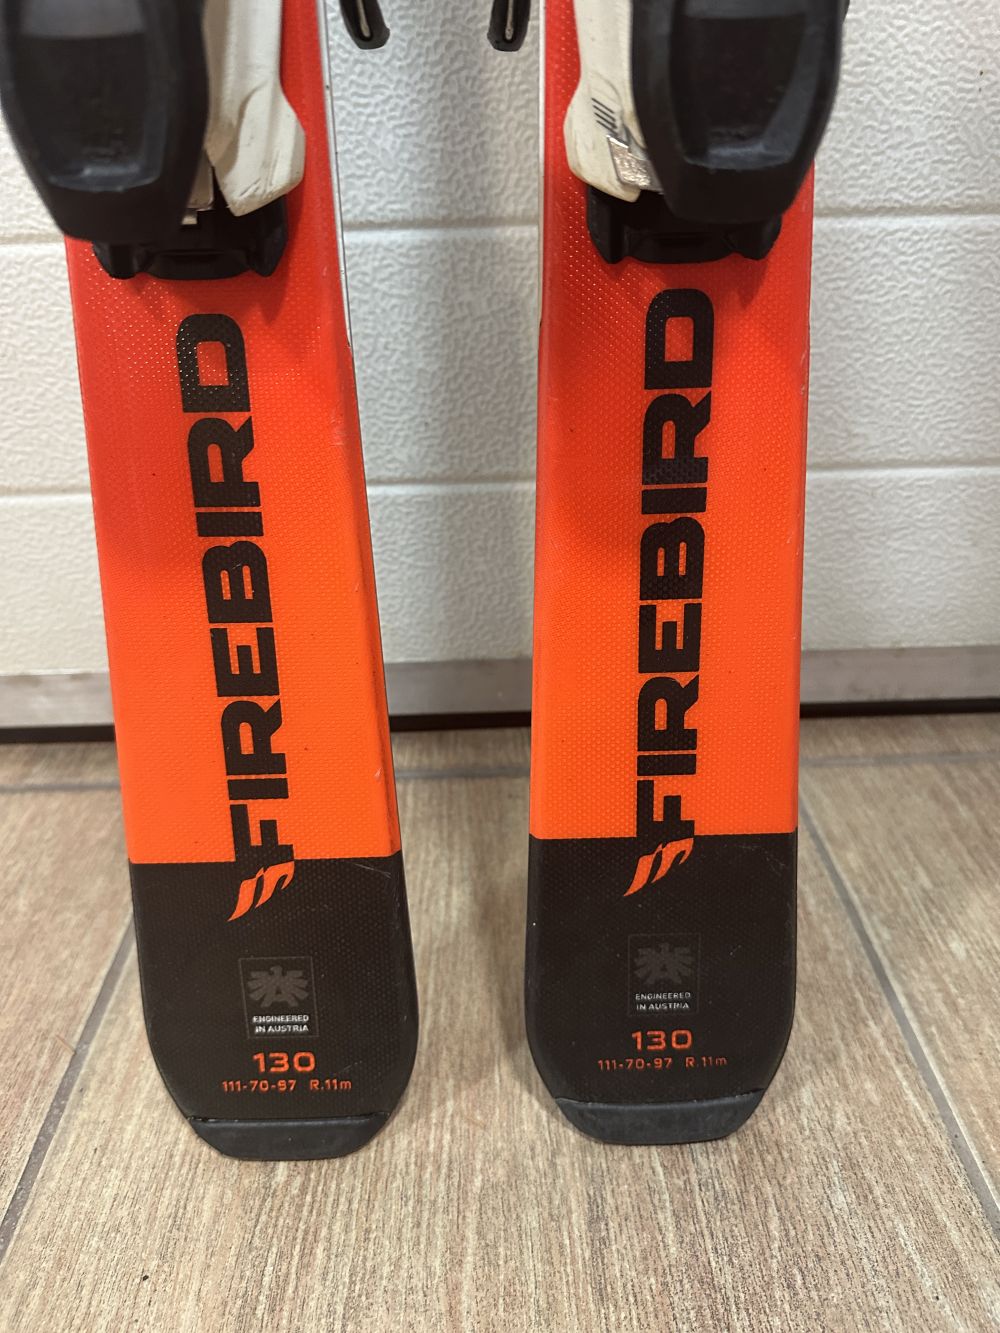 FIREBIRD
ENGINEERED
IN AUSTRIA
130
111-70-97 R.11m
FIREBIRD
ENGINEERED
IN AUSTRIA
130
111-70-97 R.11m